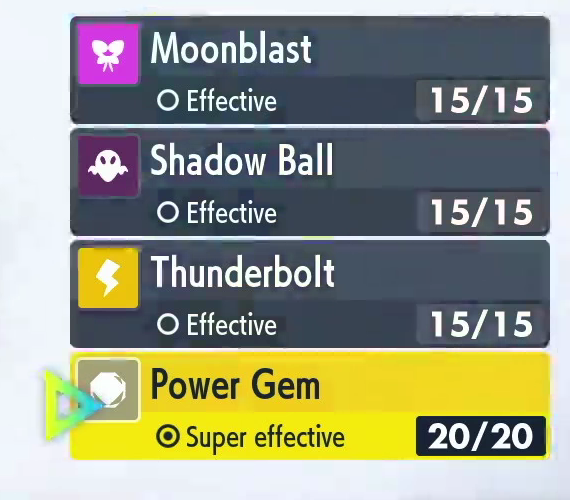 Moonblast
Effective 15/15
Shadow Ball
Effective 15/15
Thunderbolt
Effective 15/15
Power Gem
Super effective 20/20